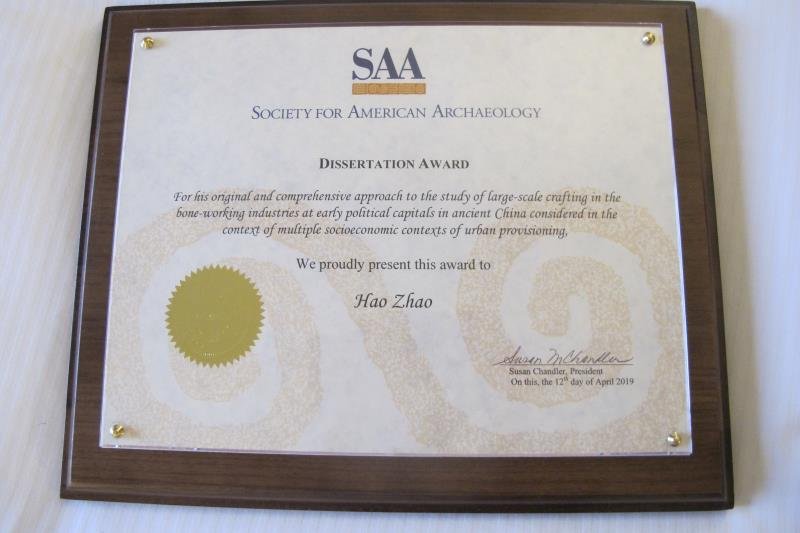 SAA
SOCIETY FOR AMERICAN ARCHAEOLOGY
DISSERTATION AWARD
For his original and comprehensive approach to the study of large-scale crafting in the
bone-working industries at early political capitals in ancient China considered in the
context of multiple socioeconomic contexts of urban provisioning,
We proudly present this award to
Hao Zhao
Susan M Chandler
Susan Chandler, President
On this, the 12th day of April 2019